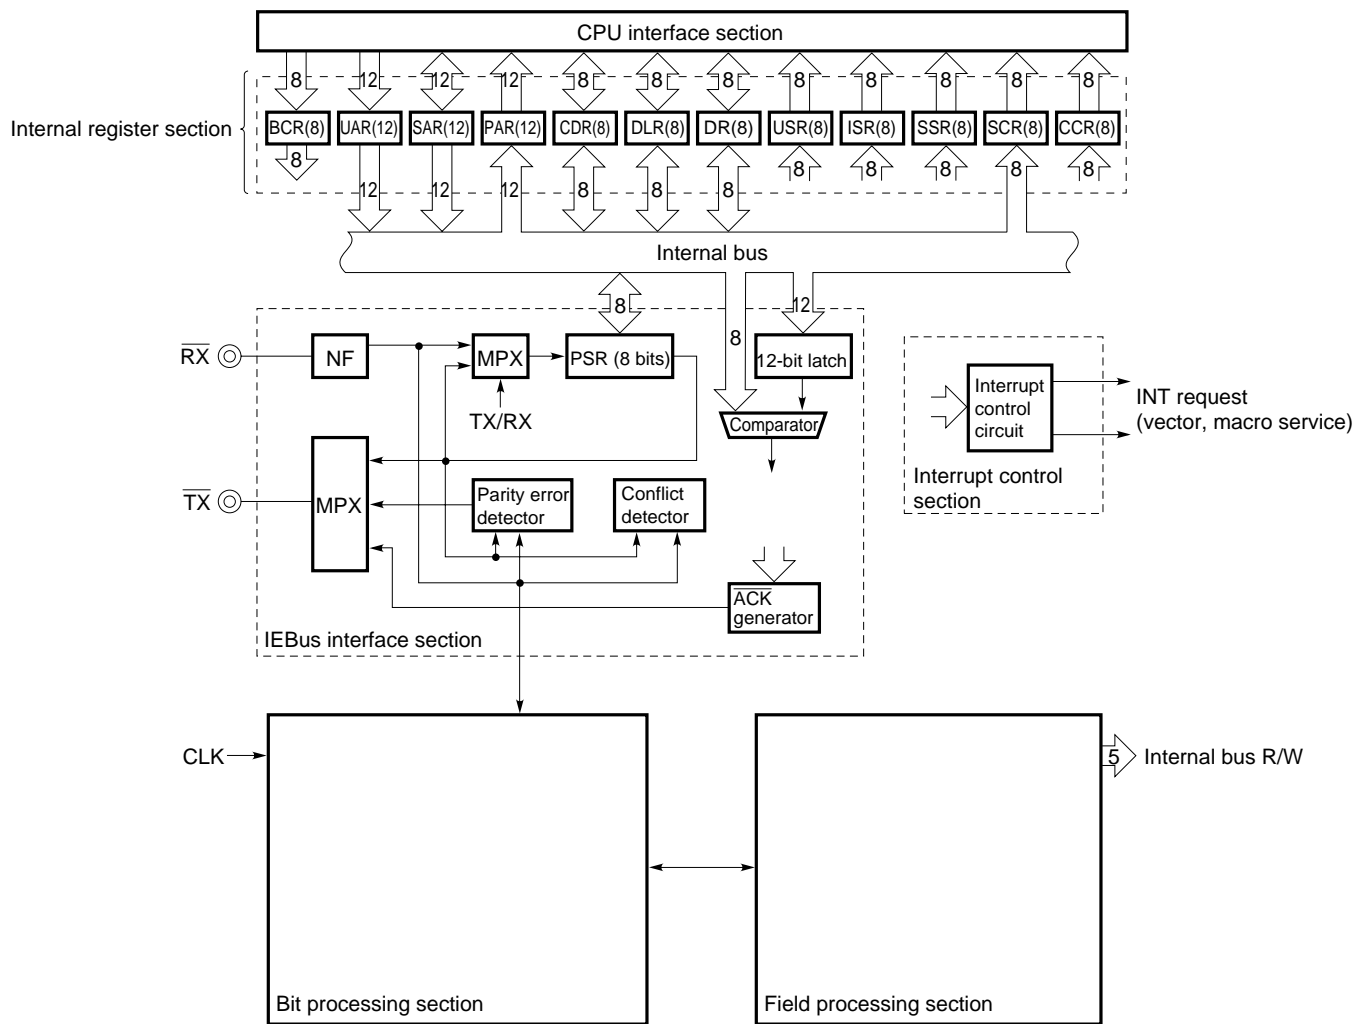 CPU interface section
8 12 12 12 8 8 8 8 8 8 8 8
Internal register section
BCR(8) UAR(12) SAR(12) PAR(12) CDR(8) DLR(8) DR(8) USR(8) ISR(8) SSR(8) SCR(8) CCR(8)
8 12 12 12 8 8 8 8 8 8 8 8
Internal bus
8 8 12
RX
NF
MPX
PSR (8 bits)
12-bit latch
TX/RX
Comparator
TX
MPX
Parity error
detector
Conflict
detector
ACK
generator
IEBus interface section
Interrupt
control
circuit
INT request
(vector, macro service)
Interrupt control
section
CLK
5
Internal bus R/W
Bit processing section
Field processing section